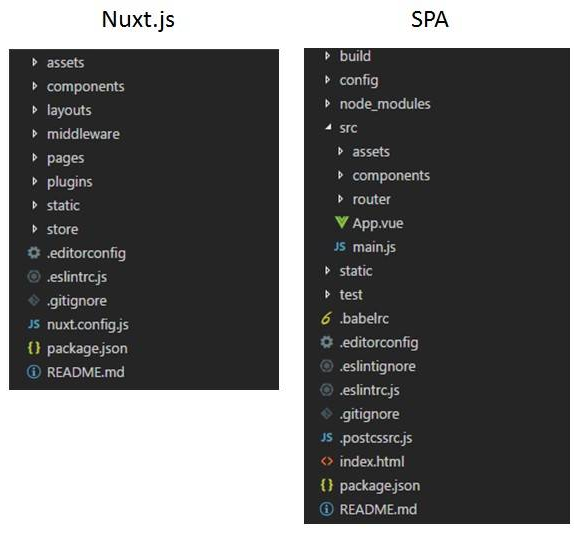 Nuxt.js
assets
components
layouts
middleware
pages
plugins
static
store
.editorconfig
.eslintrc.js
.gitignore
JS nuxt.config.js
{} package.json
README.md
SPA
build
config
node_modules
src
assets
components
router
App.vue
JS main.js
static
test
6 .babelrc
.editorconfig
.eslintignore
.eslintrc.js
.gitignore
JS .postcssrc.js
<> index.html
{} package.json
README.md